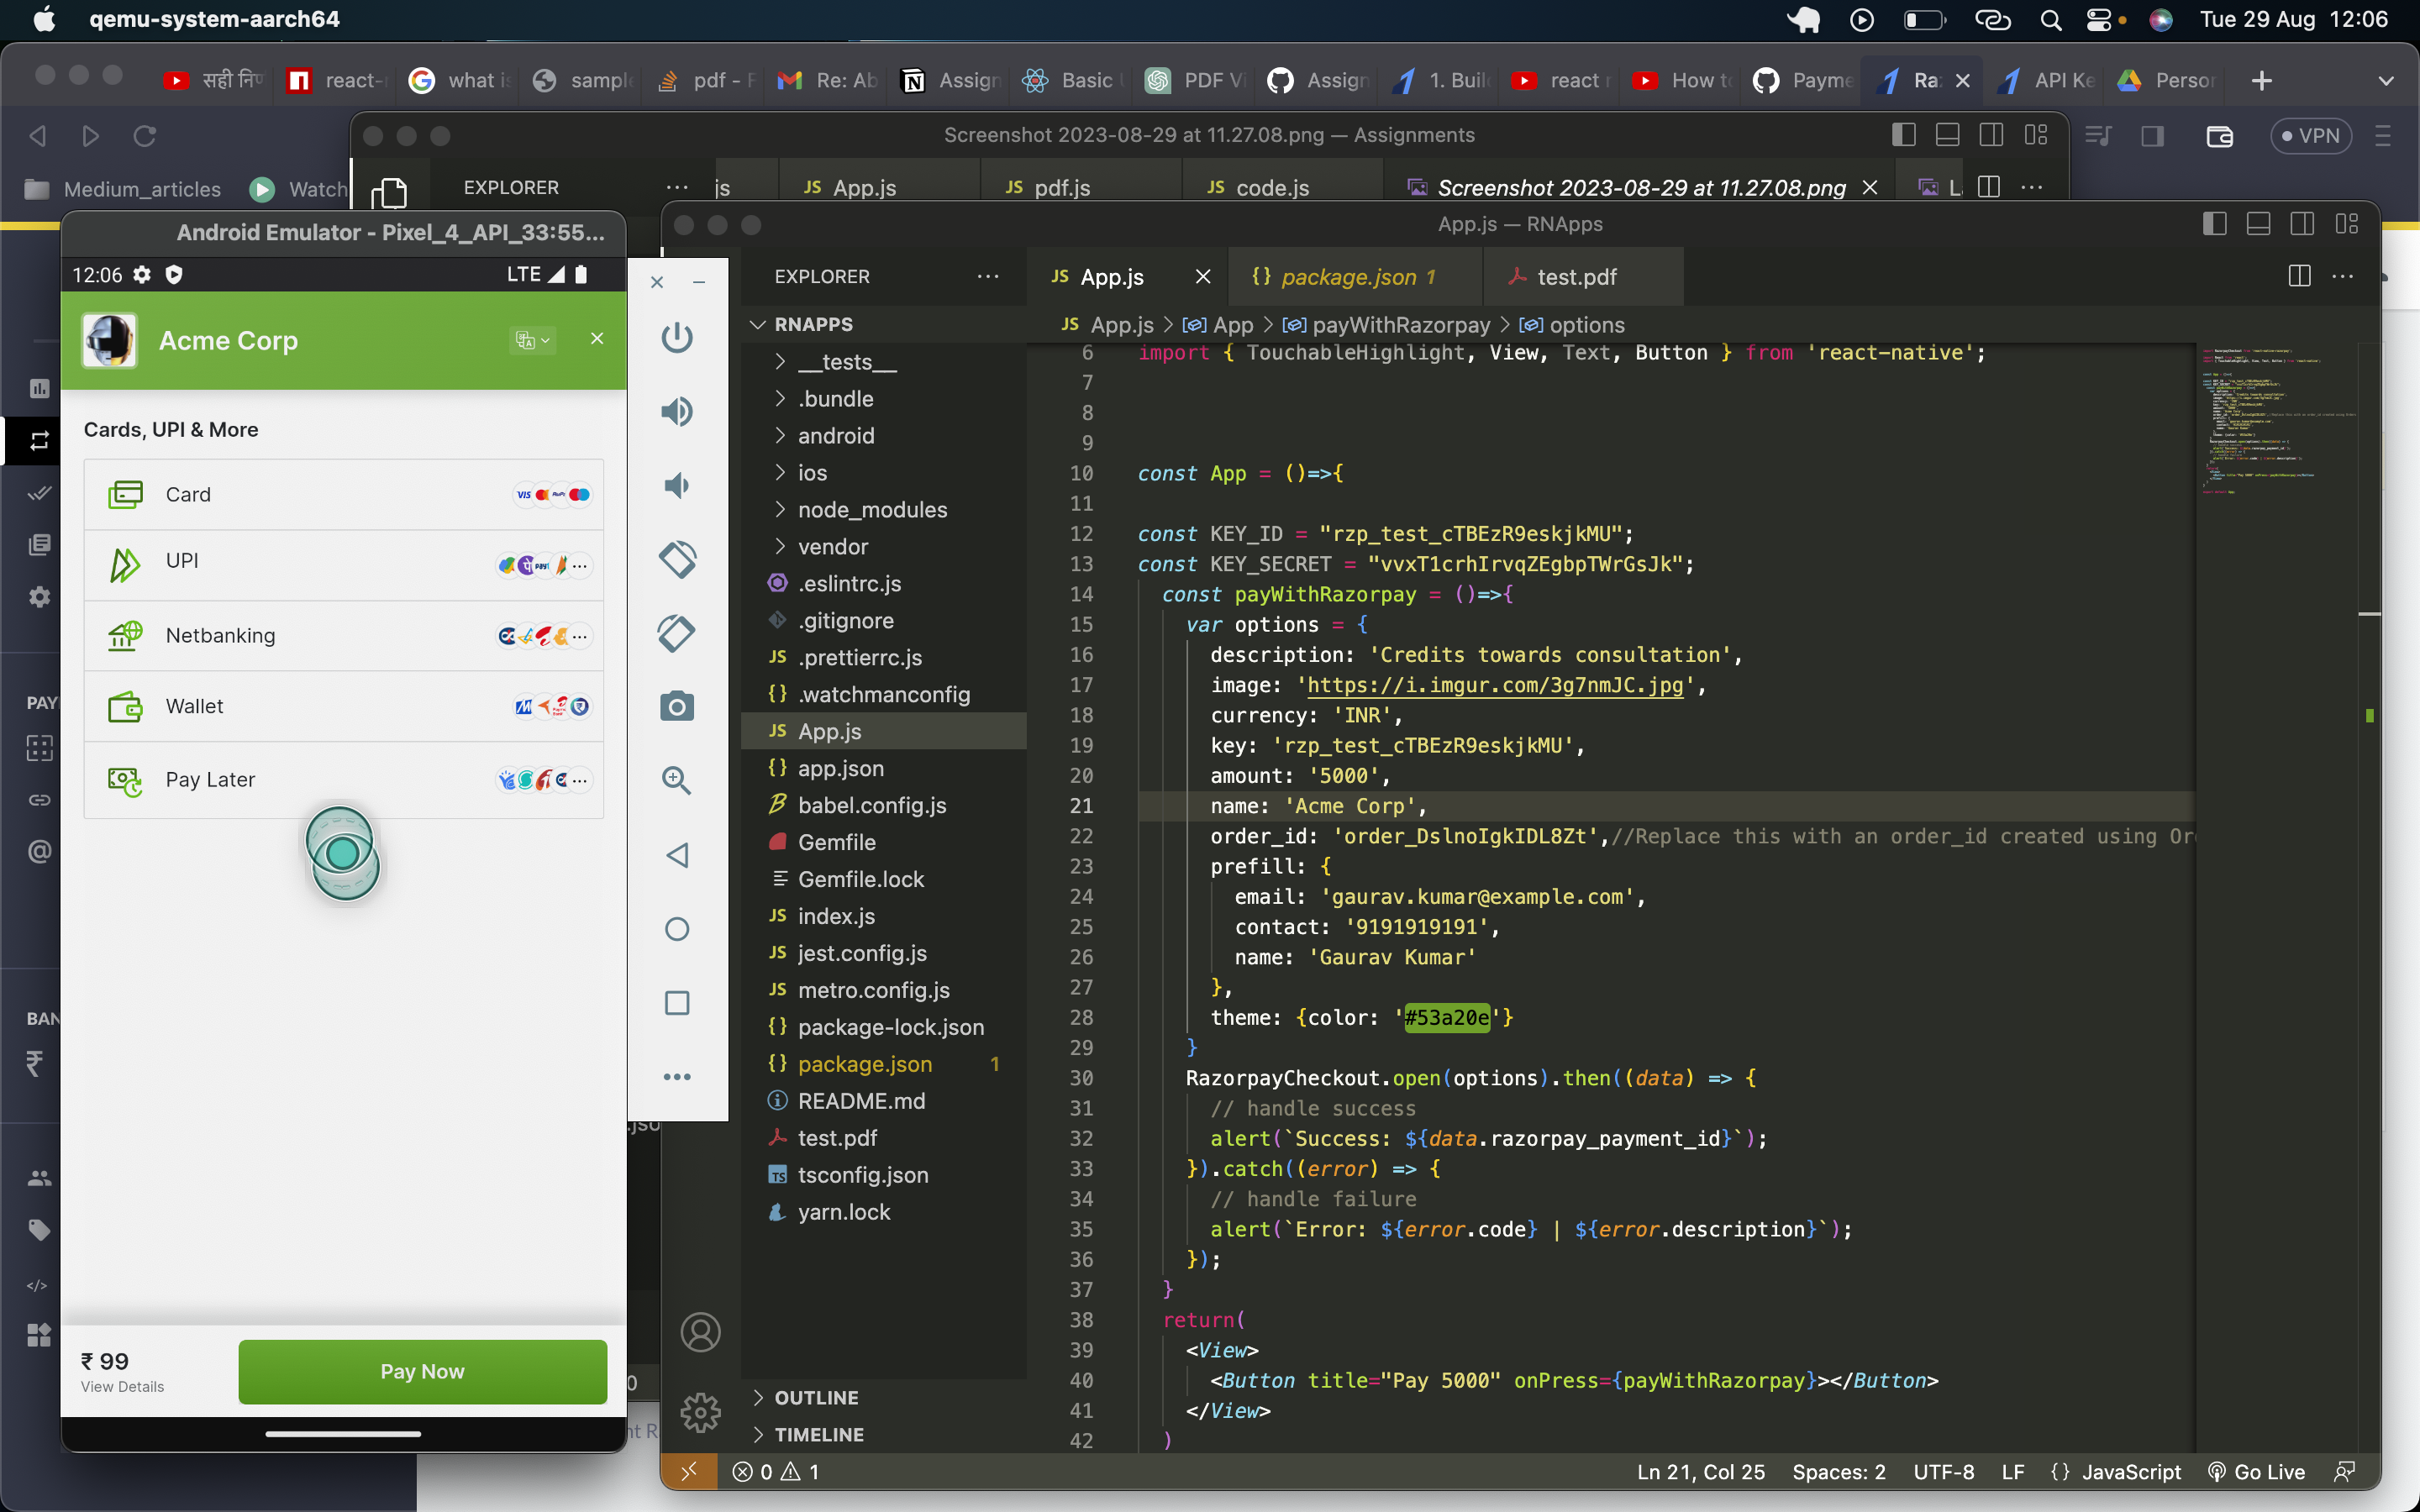 qemu-system-aarch64
Tue 29 Aug 12:06
सही
react-
what is
sample
pdf - F
Re: Ab
Assign
Basic
PDF Vi
Assign
1. Buil
react
How to
Payme
Ra
API Ke
Person
Screenshot 2023-08-29 at 11.27.08.png — Assignments
VPN
Medium_articles
Watch
EXPLORER
js
JS App.js
JS pdf.js
JS code.js
Screenshot 2023-08-29 at 11.27.08.png
Android Emulator - Pixel_4_API_33:55...
12:06
LTE
Acme Corp
Cards, UPI & More
Card
VISA
UPI
Netbanking
Wallet
Pay Later
₹ 99
View Details
Pay Now
PAY
BAN
App.js — RNApps
EXPLORER
RNAPPS
__tests__
.bundle
android
ios
node_modules
vendor
.eslintrc.js
.gitignore
JS .prettierrc.js
{} .watchmanconfig
JS App.js
{} app.json
babel.config.js
Gemfile
Gemfile.lock
JS index.js
JS jest.config.js
JS metro.config.js
{} package-lock.json
{} package.json 1
README.md
test.pdf
TS tsconfig.json
yarn.lock
OUTLINE
TIMELINE
JS App.js
{} package.json 1
test.pdf
JS App.js > App > payWithRazorpay > options
6 import { TouchableHighlight, View, Text, Button } from 'react-native';
7
8
9
10 const App = ()=>{
11
12 const KEY_ID = "rzp_test_cTBEzR9eskjkMU";
13 const KEY_SECRET = "vvxT1crhIrvqZEgbpTWrGsJk";
14 const payWithRazorpay = ()=>{
15 var options = {
16 description: 'Credits towards consultation',
17 image: 'https://i.imgur.com/3g7nmJC.jpg',
18 currency: 'INR',
19 key: 'rzp_test_cTBEzR9eskjkMU',
20 amount: '5000',
21 name: 'Acme Corp',
22 order_id: 'order_DslnoIgkIDL8Zt',//Replace this with an order_id created using Or
23 prefill: {
24 email: 'gaurav.kumar@example.com',
25 contact: '9191919191',
26 name: 'Gaurav Kumar'
27 },
28 theme: {color: '#53a20e'}
29 }
30 RazorpayCheckout.open(options).then((data) => {
31 // handle success
32 alert(`Success: ${data.razorpay_payment_id}`);
33 }).catch((error) => {
34 // handle failure
35 alert(`Error: ${error.code} | ${error.description}`);
36 });
37 }
38 return(
39 <View>
40 <Button title="Pay 5000" onPress={payWithRazorpay}></Button>
41 </View>
42 )
0 1
Ln 21, Col 25
Spaces: 2
UTF-8
LF
{} JavaScript
Go Live